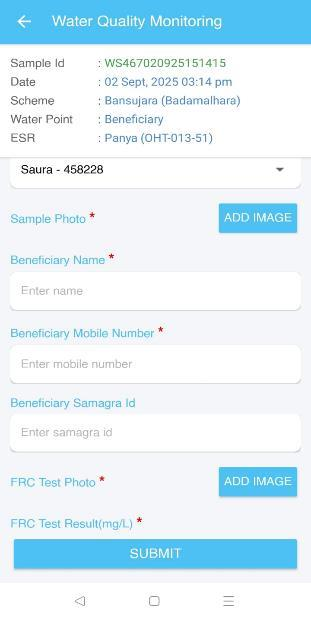 Water Quality Monitoring
Sample Id : WS467020925151415
Date : 02 Sept, 2025 03:14 pm
Scheme : Bansujara (Badamalhara)
Water Point : Beneficiary
ESR : Panya (OHT-013-51)
Saura - 458228
Sample Photo * ADD IMAGE
Beneficiary Name *
Enter name
Beneficiary Mobile Number *
Enter mobile number
Beneficiary Samagra Id
Enter samagra id
FRC Test Photo * ADD IMAGE
FRC Test Result(mg/L) *
SUBMIT